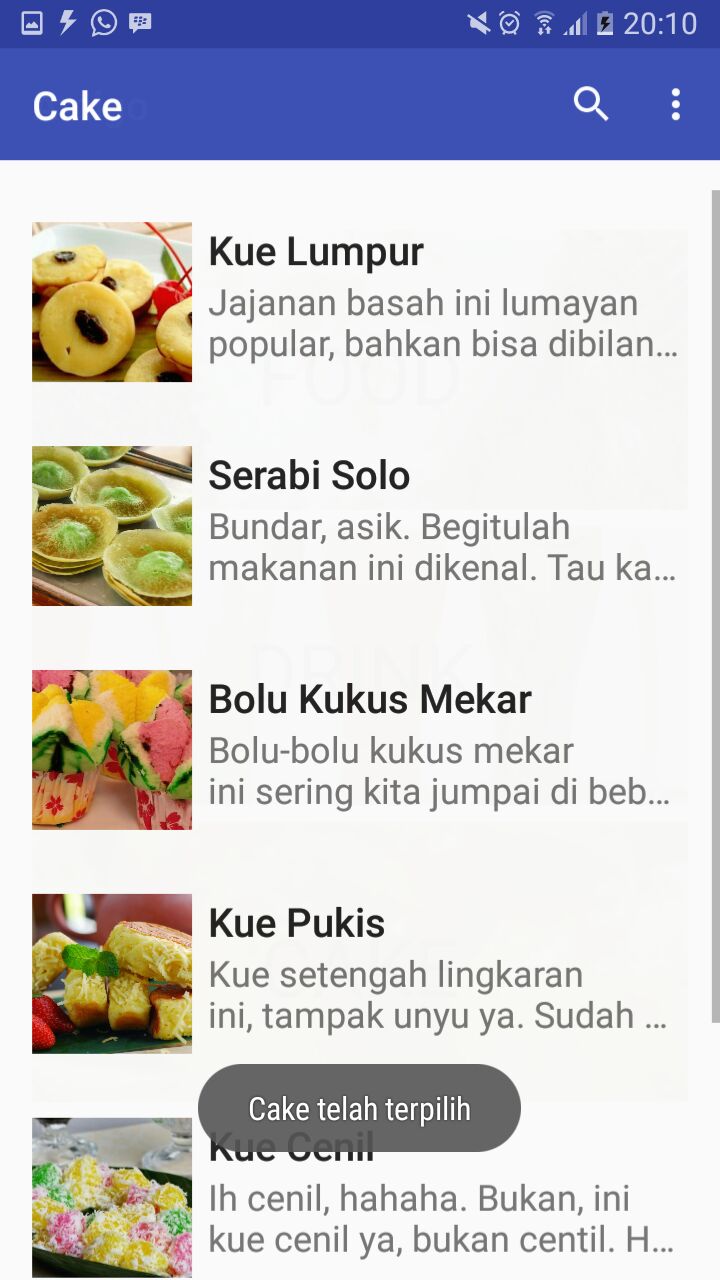 20:10
Cake
Kue Lumpur
Jajanan basah ini lumayan
popular, bahkan bisa dibilan...
FOOD
Serabi Solo
Bundar, asik. Begitulah
makanan ini dikenal. Tau ka...
DRINK
Bolu Kukus Mekar
Bolu-bolu kukus mekar
ini sering kita jumpai di beb...
Kue Pukis
CAKE
Kue setengah lingkaran
ini, tampak unyu ya. Sudah ...
Cake telah terpilih
Kue Cenil
Ih cenil, hahaha. Bukan, ini
kue cenil ya, bukan centil. H...